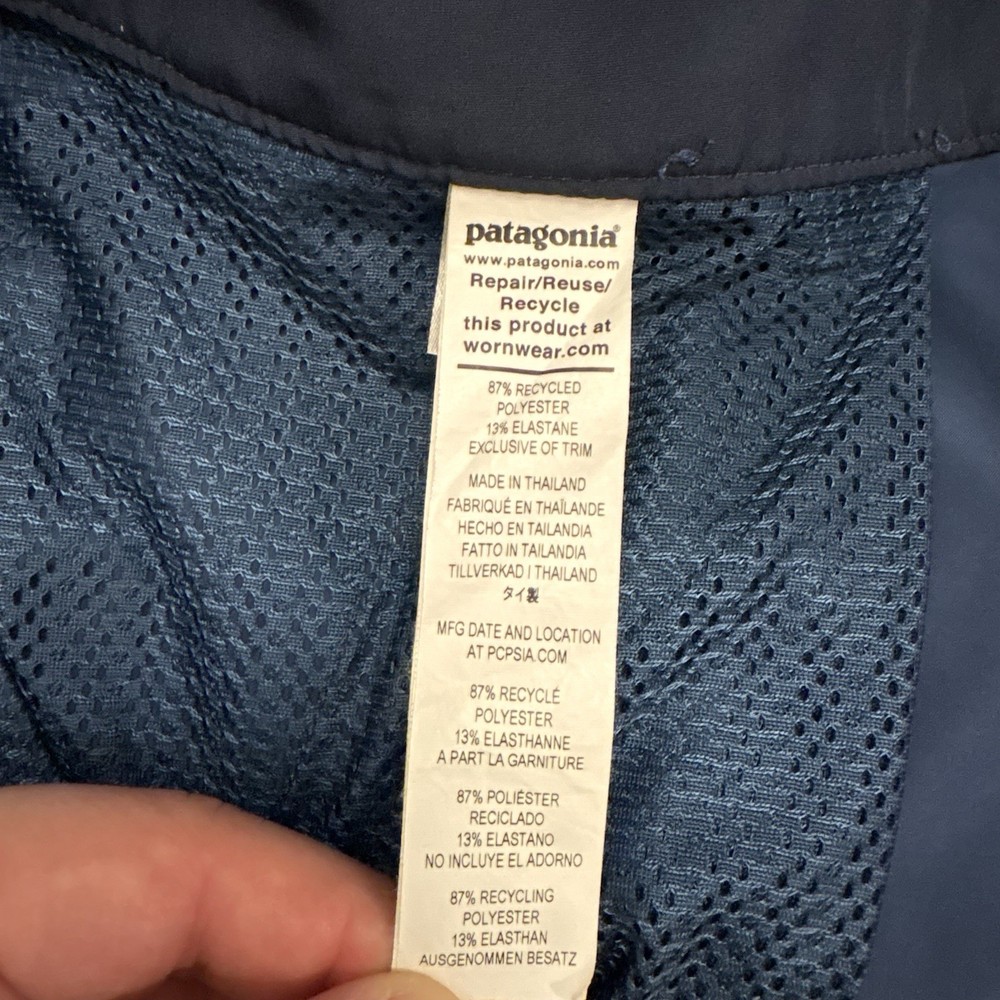 patagonia®
www.patagonia.com
Repair/Reuse/
Recycle
this product at
wornwear.com
87% RECYCLED
POLYESTER
13% ELASTANE
EXCLUSIVE OF TRIM
MADE IN THAILAND
FABRIQUÉ EN THAÏLANDE
HECHO EN TAILANDIA
FATTO IN TAILANDIA
TILLVERKAD I THAILAND
タイ製
MFG DATE AND LOCATION
AT PCPSIA.COM
87% RECYCLÉ
POLYESTER
13% ELASTHANNE
A PART LA GARNITURE
87% POLIÉSTER
RECICLADO
13% ELASTANO
NO INCLUYE EL ADORNO
87% RECYCLING
POLYESTER
13% ELASTHAN
AUSGENOMMEN BESATZ